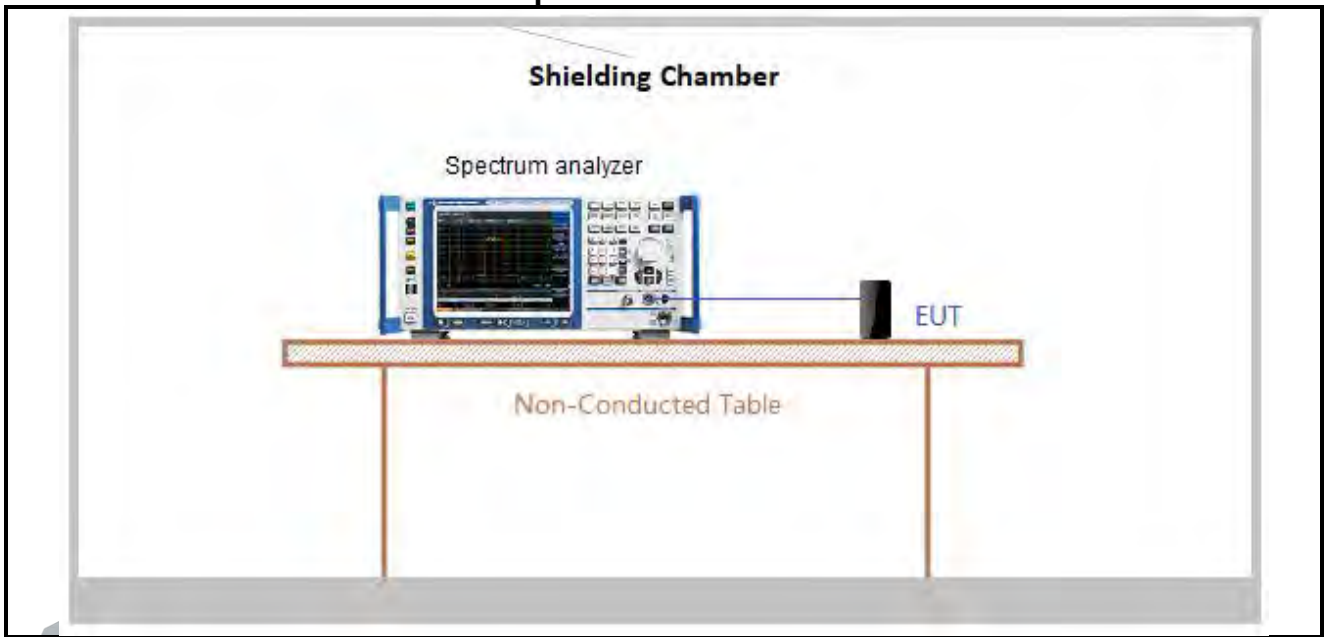 Shielding Chamber
Spectrum analyzer
EUT
Non-Conducted Table